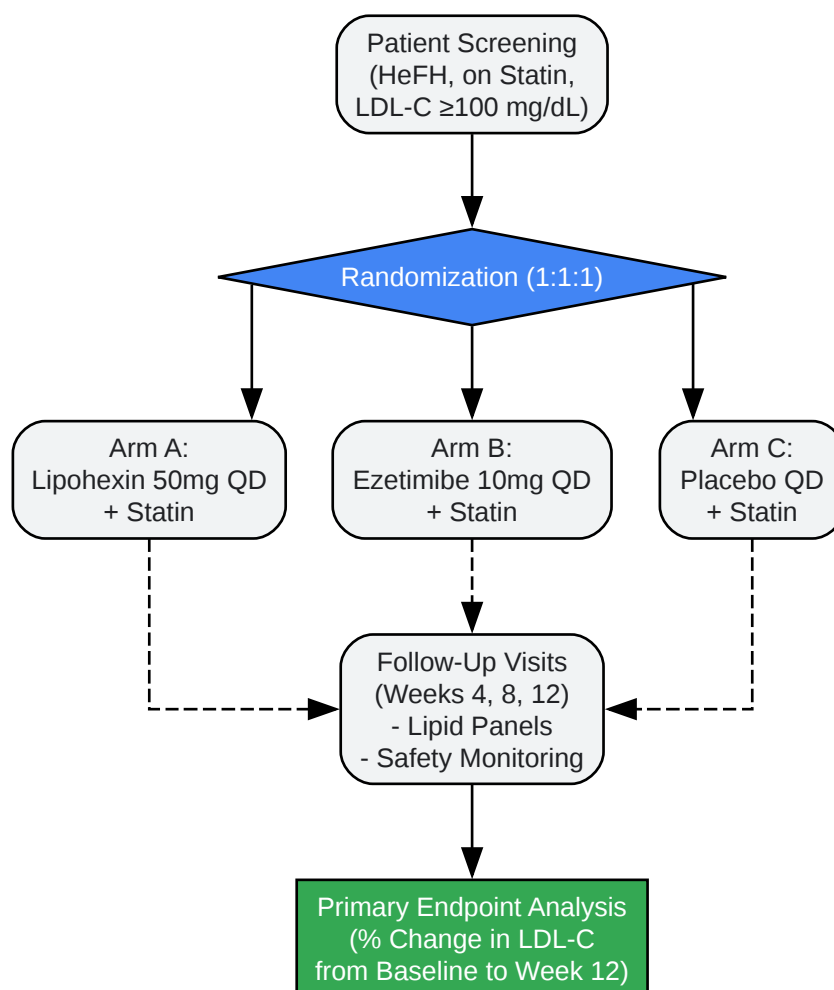 Patient Screening
(HeFH, on Statin,
LDL-C ≥100 mg/dL)
Randomization (1:1:1)
Arm A:
Lipohexin 50mg QD
+ Statin
Arm B:
Ezetimibe 10mg QD
+ Statin
Arm C:
Placebo QD
+ Statin
Follow-Up Visits
(Weeks 4, 8, 12)
- Lipid Panels
- Safety Monitoring
Primary Endpoint Analysis
(% Change in LDL-C
from Baseline to Week 12)